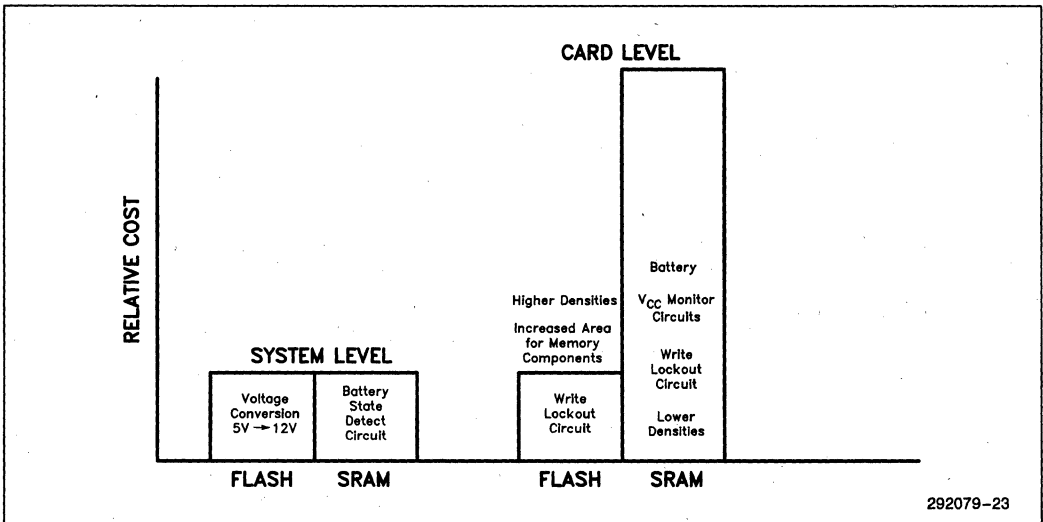 CARD LEVEL
RELATIVE COST
Battery
Higher Densities
VCC Monitor
Circuits
Increased Area
for Memory
Components
SYSTEM LEVEL
Voltage
Conversion
5V → 12V
Battery
State
Detect
Circuit
Write
Lockout
Circuit
Write
Lockout
Circuit
Lower
Densities
FLASH SRAM FLASH SRAM
292079-23